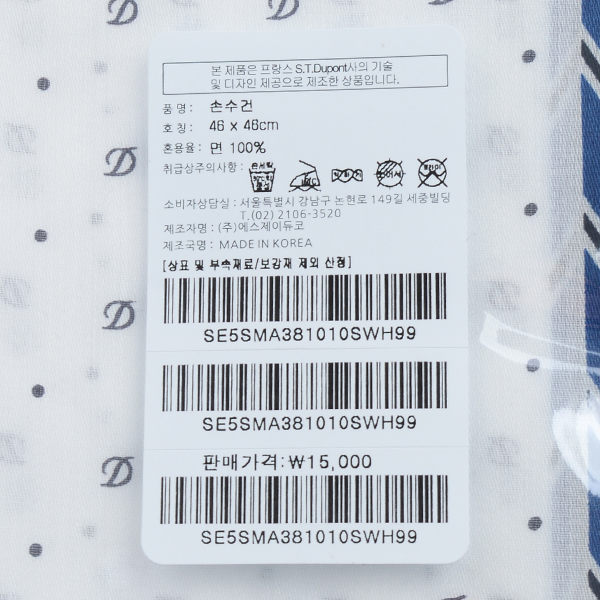 본 제품은 프랑스 S.T.Dupont사의 기술
및 디자인 제공으로 제조한 상품입니다.
품 명 : 손수건
호 칭 : 46 x 46cm
혼용율 : 면 100%
취급상주의사항 :
소비자상담실 : 서울특별시 강남구 논현로 149길 세중빌딩
T.(02) 2106-3520
제조자명 : (주)에스제이듀코
제조국명 : MADE IN KOREA
[상표 및 부속재료/보강재 제외 산정]
SE5SMA381010SWH99
SE5SMA381010SWH99
판매가격:₩15,000
SE5SMA381010SWH99
D
D
D
D